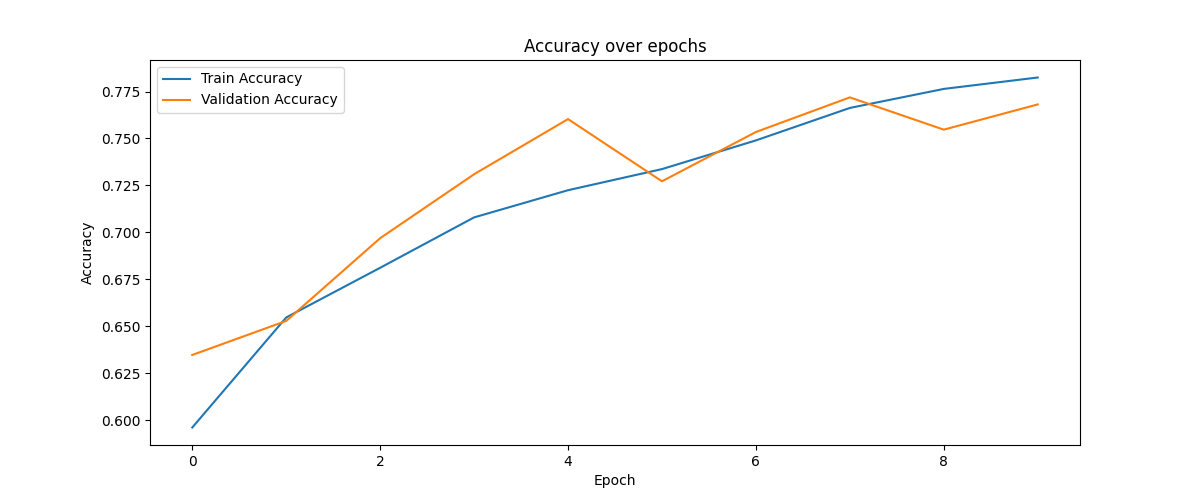 Accuracy over epochs
Train Accuracy
Validation Accuracy
0.775
0.750
0.725
0.700
0.675
0.650
0.625
0.600
Accuracy
0 2 4 6 8
Epoch